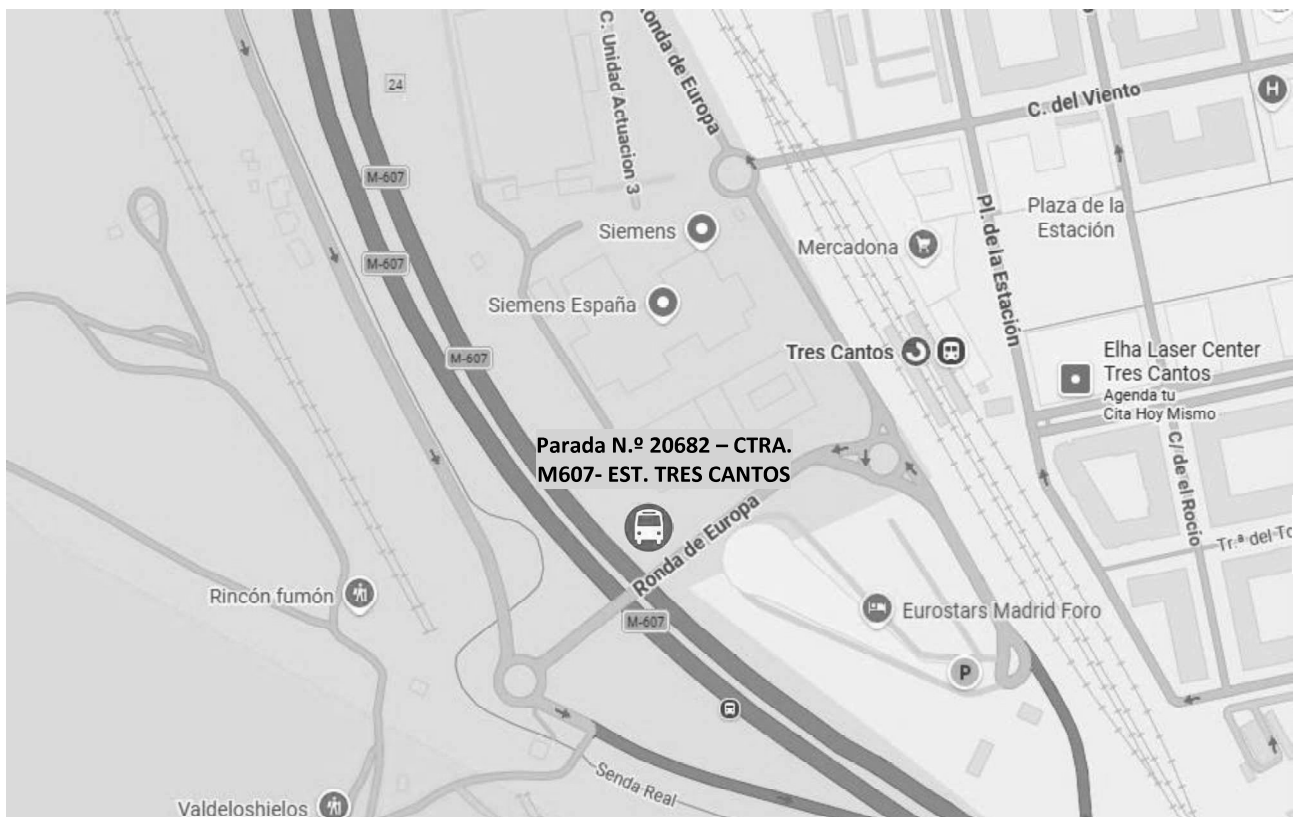 C. Unidad Actuacion 3
Ronda de Europa
24
C. del Viento
H
M-607
Pl. de la Estación
Plaza de la
Estación
Siemens
Mercadona
M-607
Siemens España
Tres Cantos
M-607
Elha Laser Center
Tres Cantos
Agenda tu
Cita Hoy Mismo
Parada N.º 20682 – CTRA.
M607- EST. TRES CANTOS
C/ de el Rocío
Ronda de Europa
Tr.ª del To
Rincón fumón
Eurostars Madrid Foro
M-607
P
Senda Real
Valdeloshielos